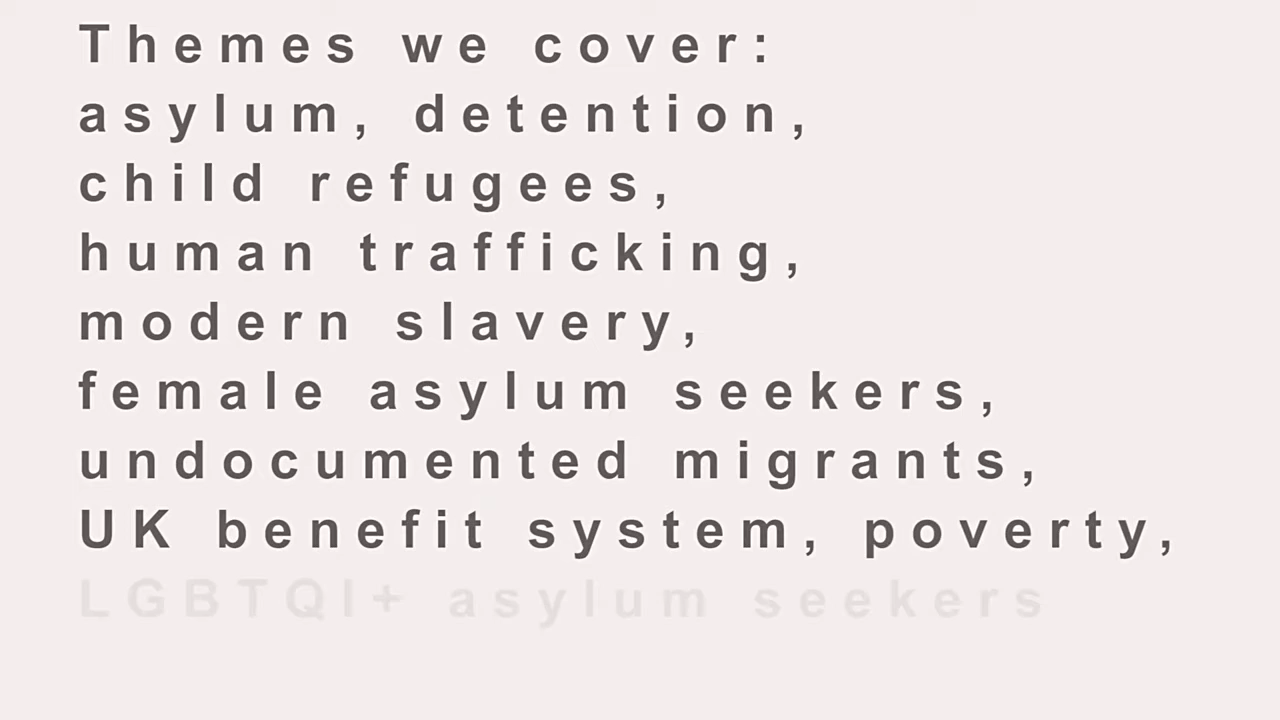 Themes we cover:
asylum, detention,
child refugees,
human trafficking,
modern slavery,
female asylum seekers,
undocumented migrants,
UK benefit system, poverty,
LGBTQI+ asylum seekers